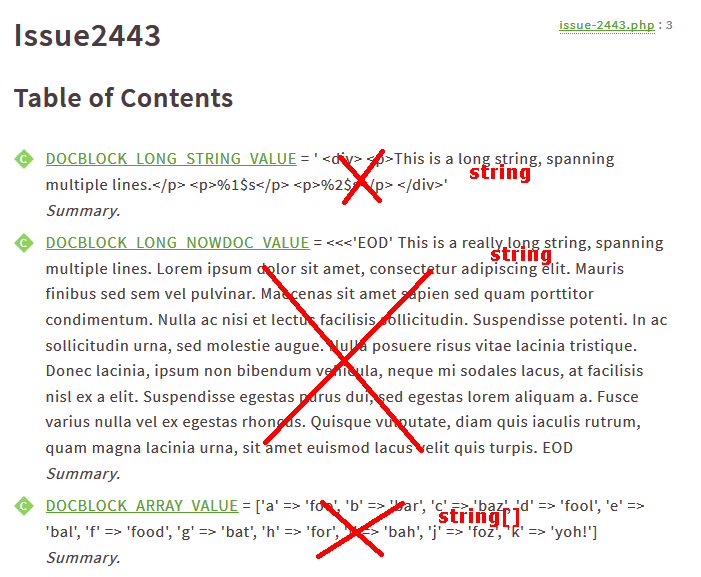 Issue2443
issue-2443.php : 3
Table of Contents
C DOCBLOCK_LONG_STRING_VALUE = ' <div> <p>This is a long string, spanning
string
multiple lines.</p> <p>%1$s</p> <p>%2$s</p> </div>'
Summary.
C DOCBLOCK_LONG_NOWDOC_VALUE = <<<'EOD' This is a really long string, spanning
string
multiple lines. Lorem ipsum dolor sit amet, consectetur adipiscing elit. Mauris
finibus sed sem vel pulvinar. Maecenas sit amet sapien sed quam porttitor
condimentum. Nulla ac nisi et lectus facilisis sollicitudin. Suspendisse potenti. In ac
sollicitudin urna, sed molestie augue. Nulla posuere risus vitae lacinia tristique.
Donec lacinia, ipsum non bibendum vehicula, neque mi sodales lacus, at facilisis
nisl ex a elit. Suspendisse egestas purus dui, sed egestas lorem aliquam a. Fusce
varius nulla vel ex egestas rhoncus. Quisque vulputate, diam quis iaculis rutrum,
quam magna lacinia urna, sit amet euismod lacus velit quis turpis. EOD
Summary.
C DOCBLOCK_ARRAY_VALUE = ['a' => 'foo', 'b' => 'bar', 'c' => 'baz', 'd' => 'fool', 'e' =>
string[]
'bal', 'f' => 'food', 'g' => 'bat', 'h' => 'for', 'i' => 'bah', 'j' => 'foz', 'k' => 'yoh!']
Summary.